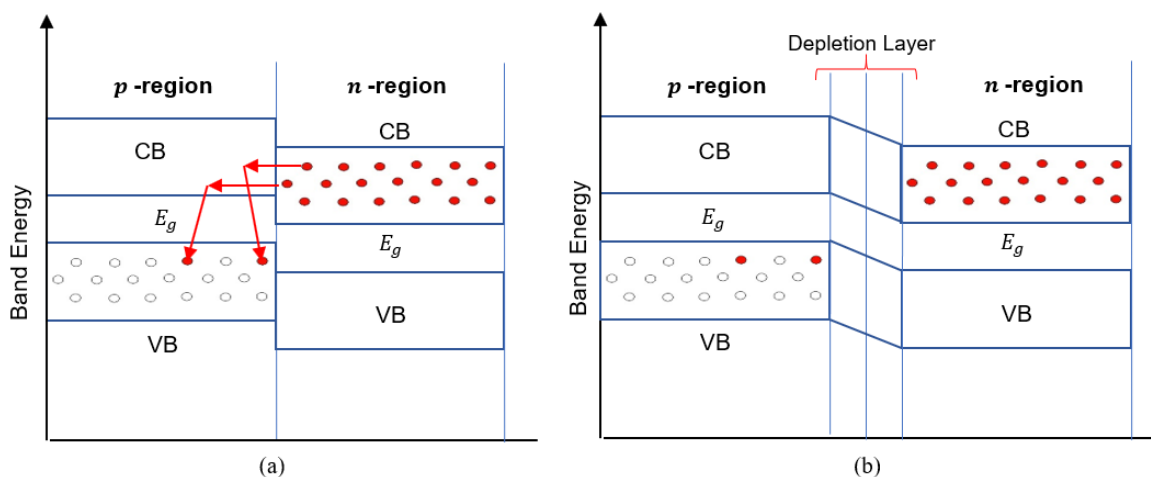 Band Energy
p -region
n -region
CB
CB
E_g
E_g
VB
VB
(a)
Band Energy
Depletion Layer
p -region
n -region
CB
CB
E_g
E_g
VB
VB
(b)